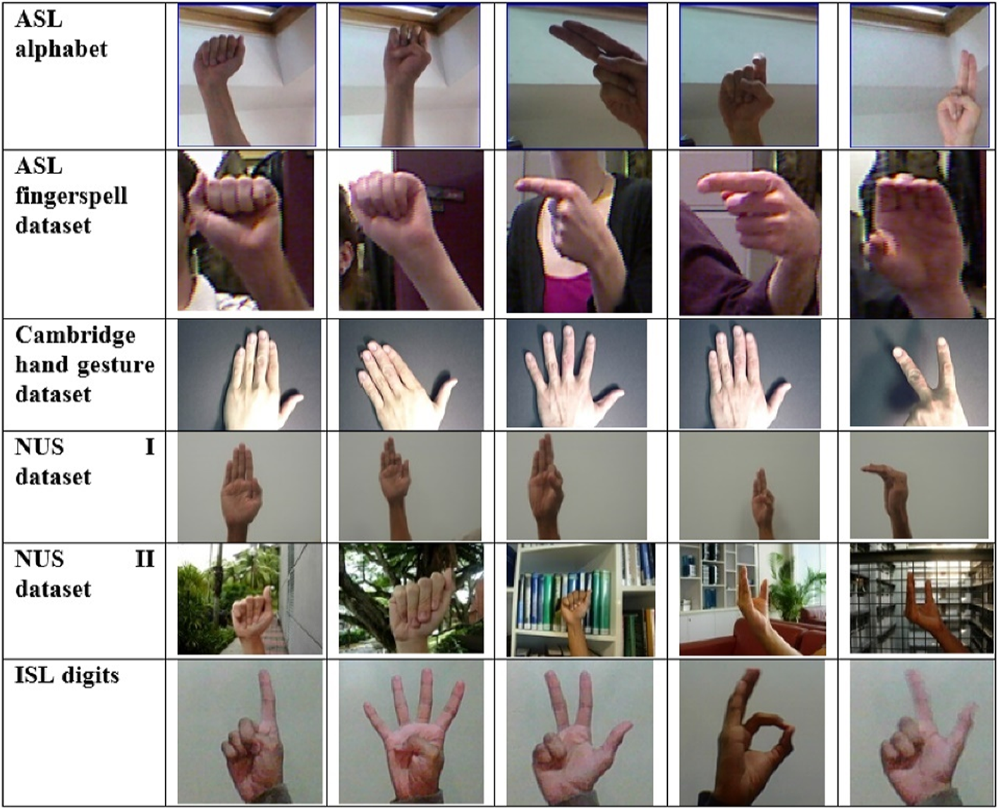 ASL
alphabet
ASL
fingerspell
dataset
Cambridge
hand gesture
dataset
NUS I
dataset
NUS II
dataset
ISL digits